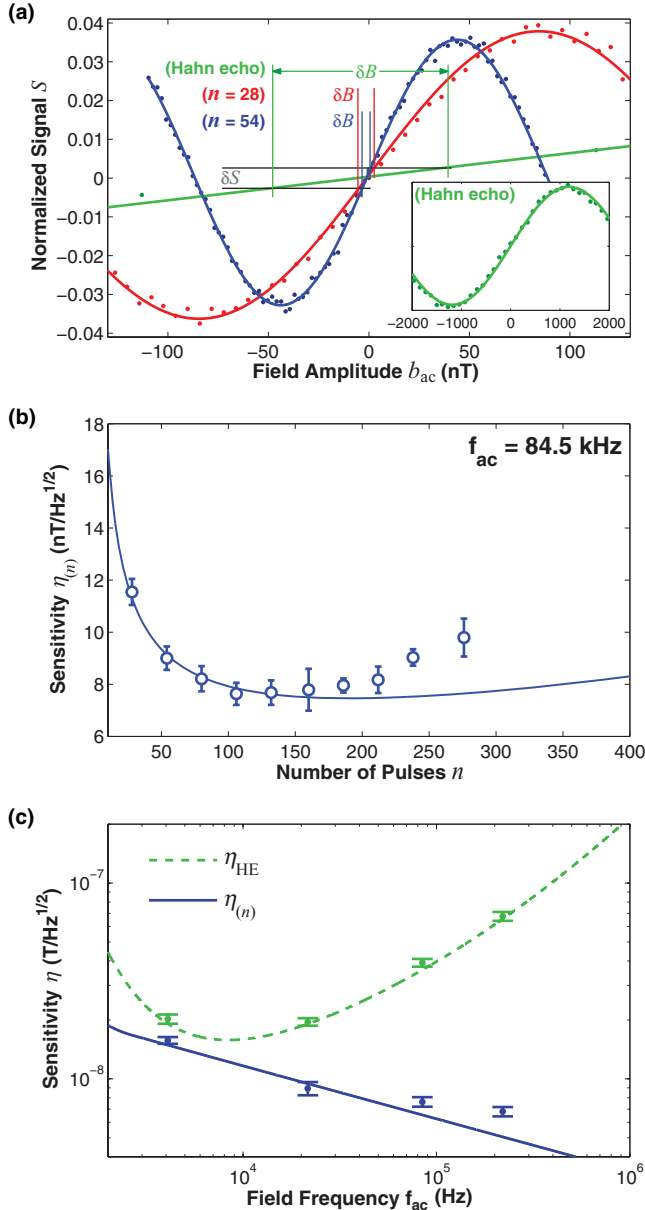 (a)
Normalized Signal S
0.04
0.03
0.02
0.01
0
−0.01
−0.02
−0.03
−0.04
(Hahn echo)
(n = 28)
(n = 54)
δB
δB
δB
δS
(Hahn echo)
−2000 −1000 0 1000 2000
−100 −50 0 50 100
Field Amplitude b_ac (nT)
(b)
f_ac = 84.5 kHz
Sensitivity η_(n) (nT/Hz^1/2)
18
16
14
12
10
8
6
50 100 150 200 250 300 350 400
Number of Pulses n
(c)
η_HE
η_(n)
Sensitivity η (T/Hz^1/2)
10^−7
10^−8
10^4 10^5 10^6
Field Frequency f_ac (Hz)